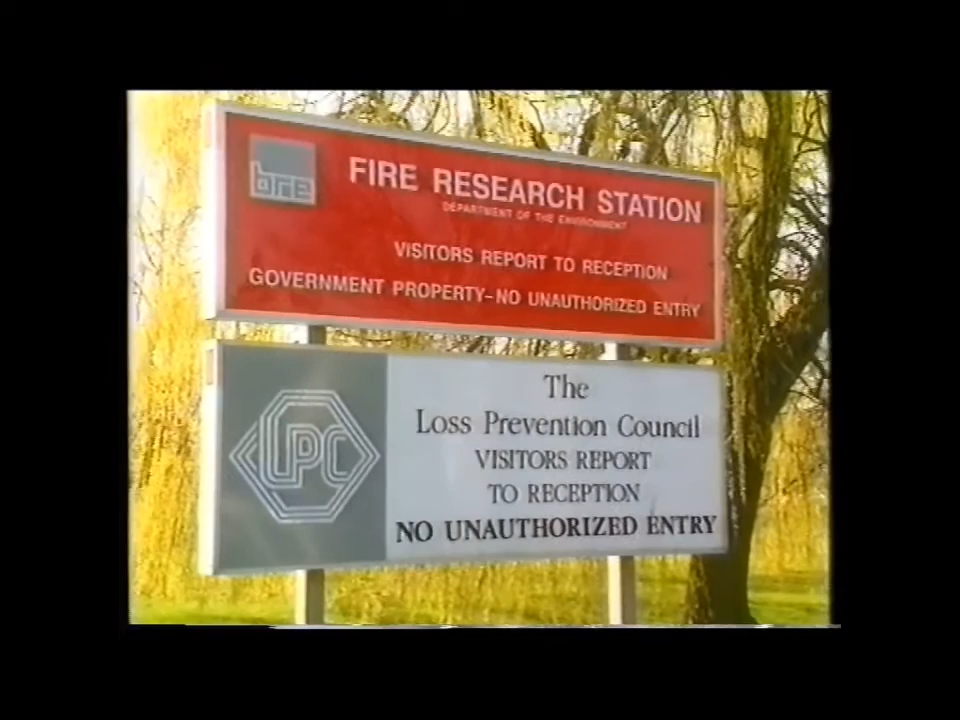 bre
FIRE RESEARCH STATION
DEPARTMENT OF THE ENVIRONMENT
VISITORS REPORT TO RECEPTION
GOVERNMENT PROPERTY-NO UNAUTHORIZED ENTRY
LPC
The
Loss Prevention Council
VISITORS REPORT
TO RECEPTION
NO UNAUTHORIZED ENTRY